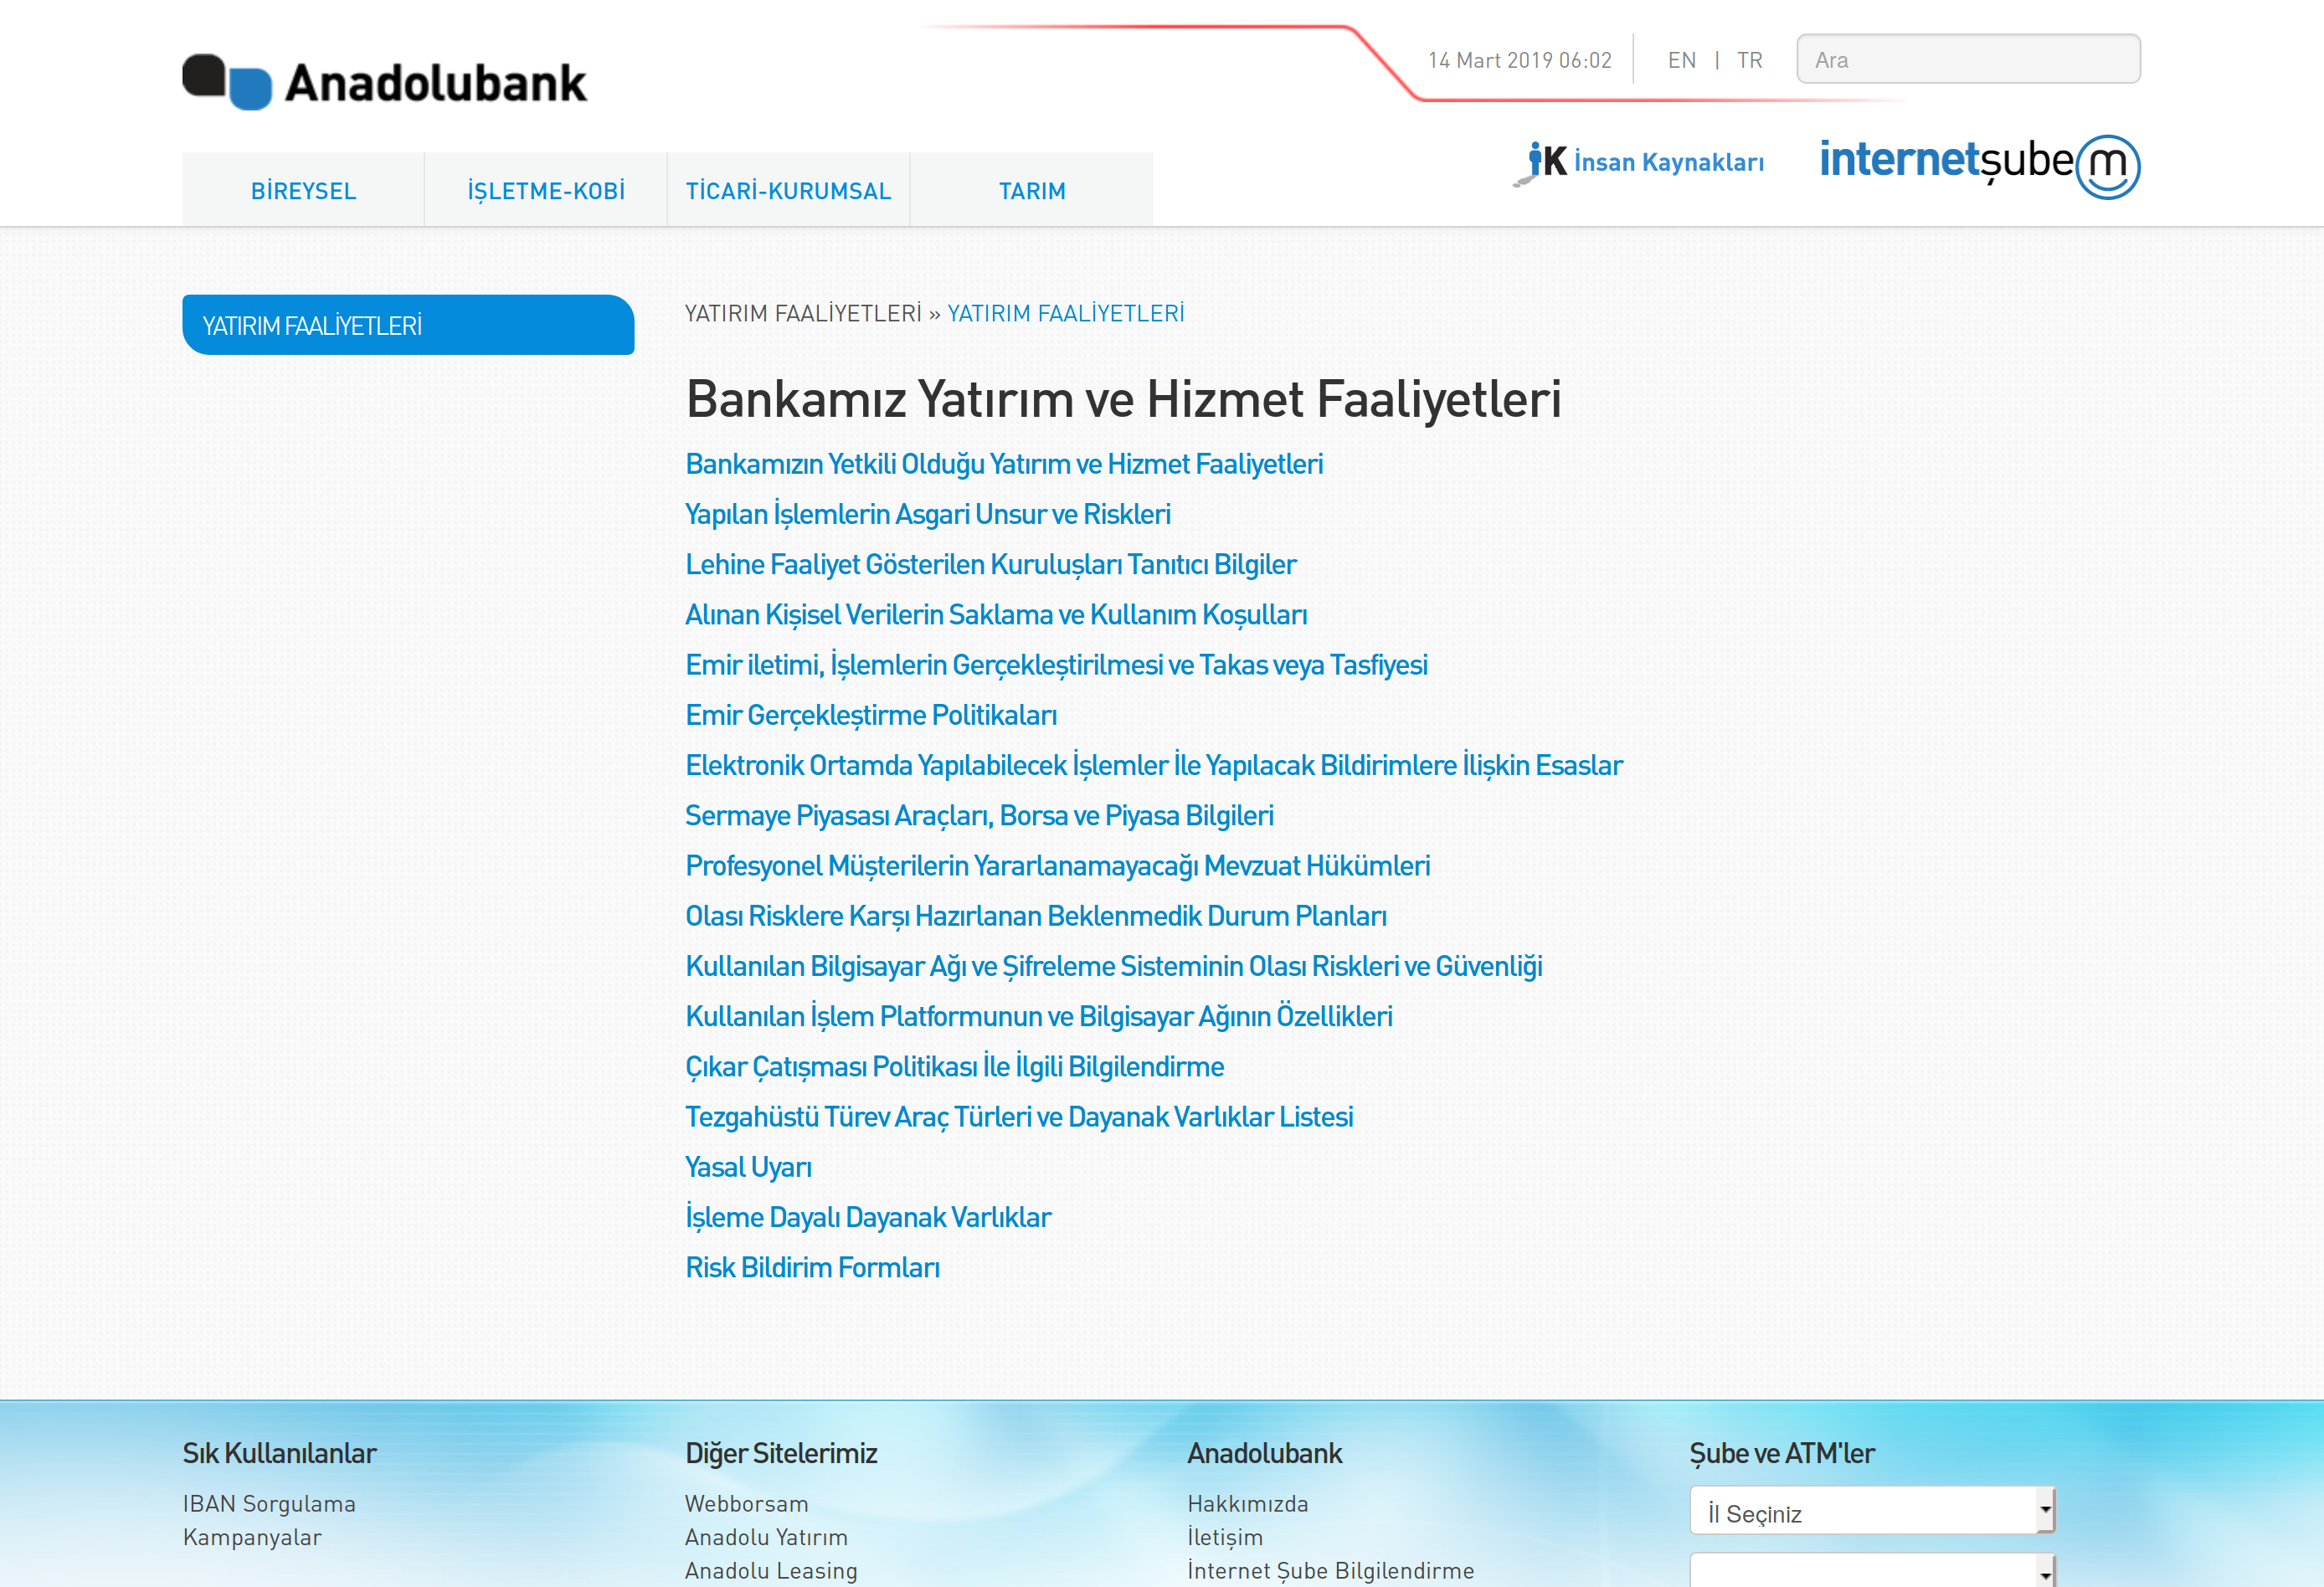 Anadolubank
14 Mart 2019 06:02
EN | TR
Ara
BİREYSEL
İŞLETME-KOBİ
TİCARİ-KURUMSAL
TARIM
iK İnsan Kaynakları
internetşubem
YATIRIM FAALİYETLERİ
YATIRIM FAALİYETLERİ » YATIRIM FAALİYETLERİ
Bankamız Yatırım ve Hizmet Faaliyetleri
Bankamızın Yetkili Olduğu Yatırım ve Hizmet Faaliyetleri
Yapılan İşlemlerin Asgari Unsur ve Riskleri
Lehine Faaliyet Gösterilen Kuruluşları Tanıtıcı Bilgiler
Alınan Kişisel Verilerin Saklama ve Kullanım Koşulları
Emir iletimi, İşlemlerin Gerçekleştirilmesi ve Takas veya Tasfiyesi
Emir Gerçekleştirme Politikaları
Elektronik Ortamda Yapılabilecek İşlemler İle Yapılacak Bildirimlere İlişkin Esaslar
Sermaye Piyasası Araçları, Borsa ve Piyasa Bilgileri
Profesyonel Müşterilerin Yararlanamayacağı Mevzuat Hükümleri
Olası Risklere Karşı Hazırlanan Beklenmedik Durum Planları
Kullanılan Bilgisayar Ağı ve Şifreleme Sisteminin Olası Riskleri ve Güvenliği
Kullanılan İşlem Platformunun ve Bilgisayar Ağının Özellikleri
Çıkar Çatışması Politikası İle İlgili Bilgilendirme
Tezgahüstü Türev Araç Türleri ve Dayanak Varlıklar Listesi
Yasal Uyarı
İşleme Dayalı Dayanak Varlıklar
Risk Bildirim Formları
Sık Kullanılanlar
IBAN Sorgulama
Kampanyalar
Diğer Sitelerimiz
Webborsam
Anadolu Yatırım
Anadolu Leasing
Anadolubank
Hakkımızda
İletişim
İnternet Şube Bilgilendirme
Şube ve ATM'ler
İl Seçiniz